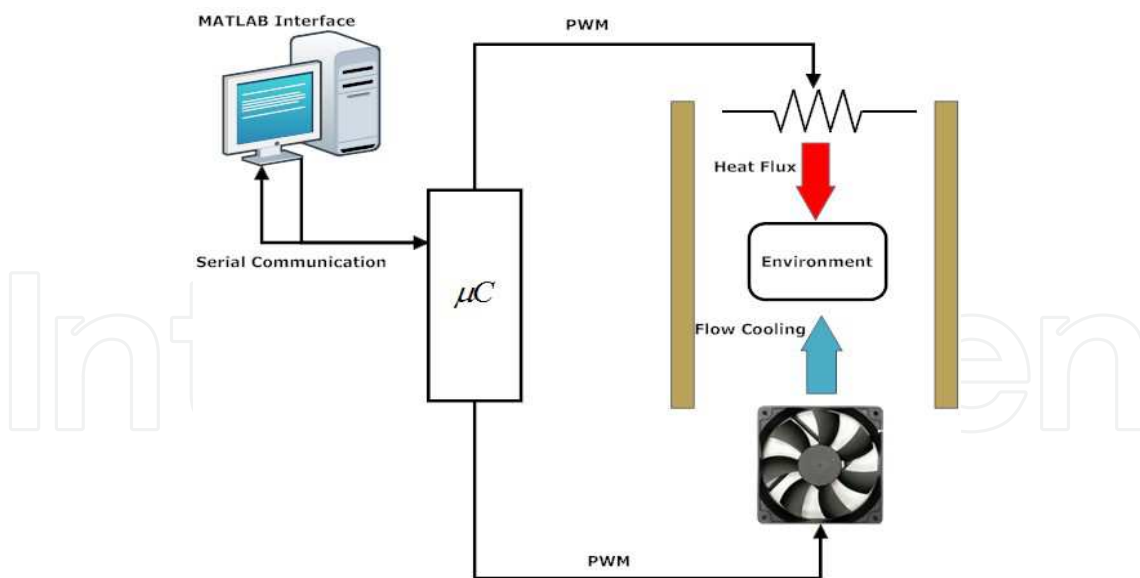 MATLAB Interface
PWM
Heat Flux
Serial Communication
Environment
μC
Flow Cooling
PWM